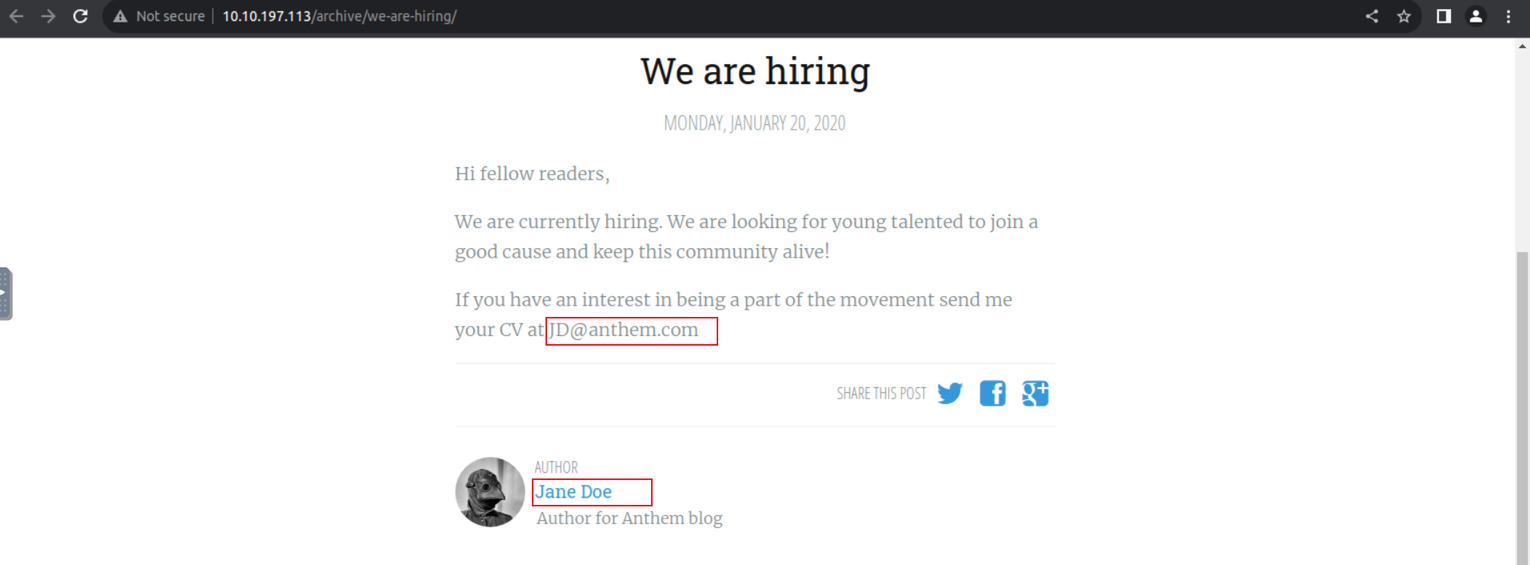 Not secure | 10.10.197.113/archive/we-are-hiring/
We are hiring
MONDAY, JANUARY 20, 2020
Hi fellow readers,
We are currently hiring. We are looking for young talented to join a
good cause and keep this community alive!
If you have an interest in being a part of the movement send me
your CV at JD@anthem.com
SHARE THIS POST
AUTHOR
Jane Doe
Author for Anthem blog